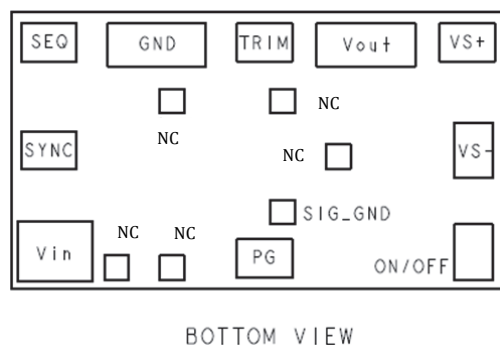 SEQ GND TRIM Vout VS+
NC
NC
SYNC NC VS-
SIG_GND
NC NC
Vin PG ON/OFF
BOTTOM VIEW